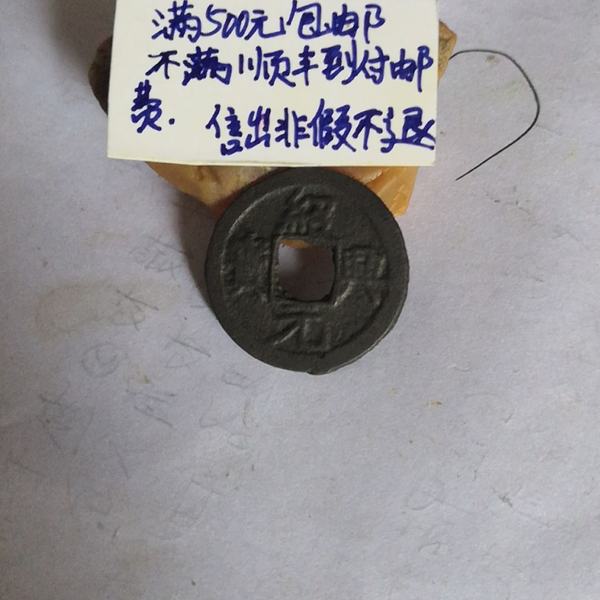 满500元包邮
不满顺丰到付邮
费.
信出非假不退
紹興元寶